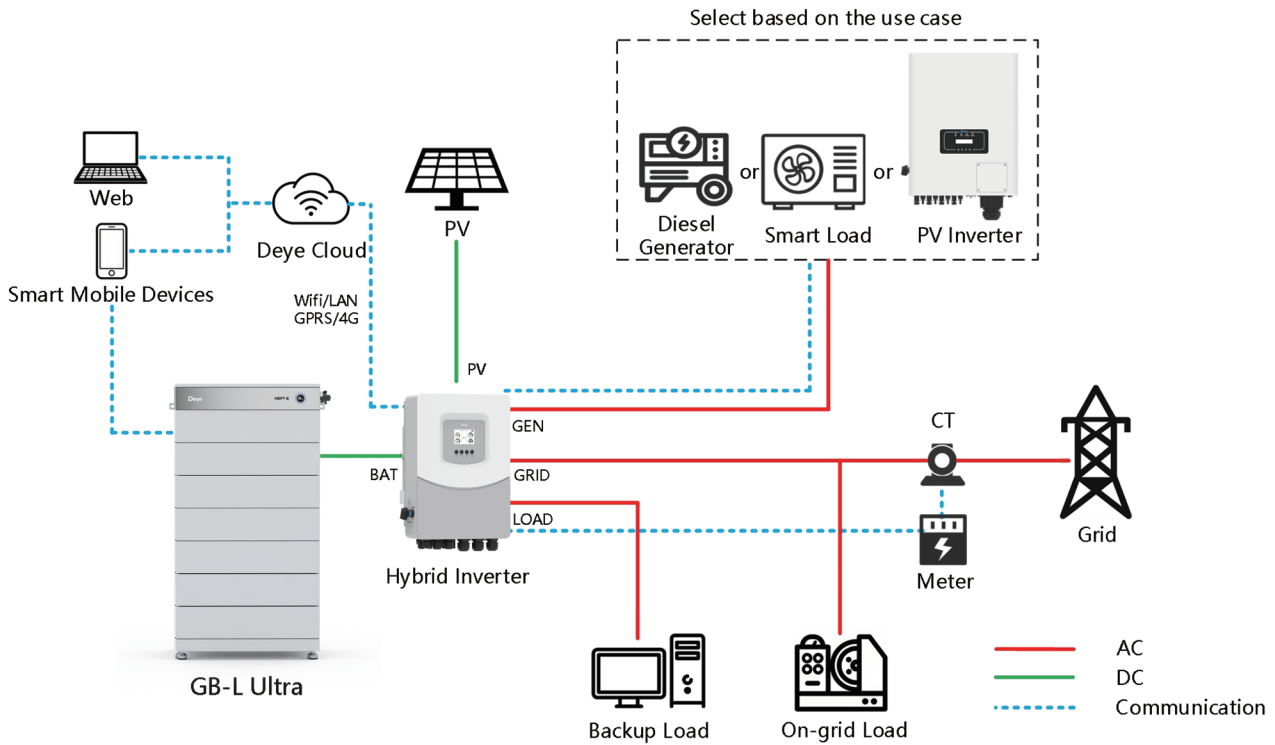 Select based on the use case
Web
Deye Cloud
PV
Diesel
Generator
or
Smart Load
or
PV Inverter
Smart Mobile Devices
Wifi/LAN
GPRS/4G
PV
Deye
GEN
CT
BAT
GRID
LOAD
Grid
Hybrid Inverter
Meter
GB-L Ultra
Backup Load
On-grid Load
AC
DC
Communication